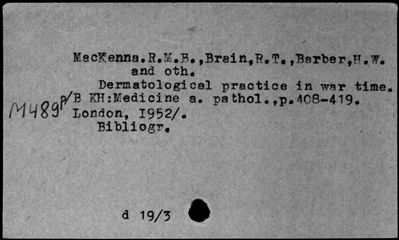 MacKenna.R.M.B.,Brain,R.T.,Barber,H.W.
and oth.
Dermatological practice in war time.
p/B KH:Medicine a. pathol.,p.408-419.
M489
London, 1952/.
Bibliogr.
d 19/3